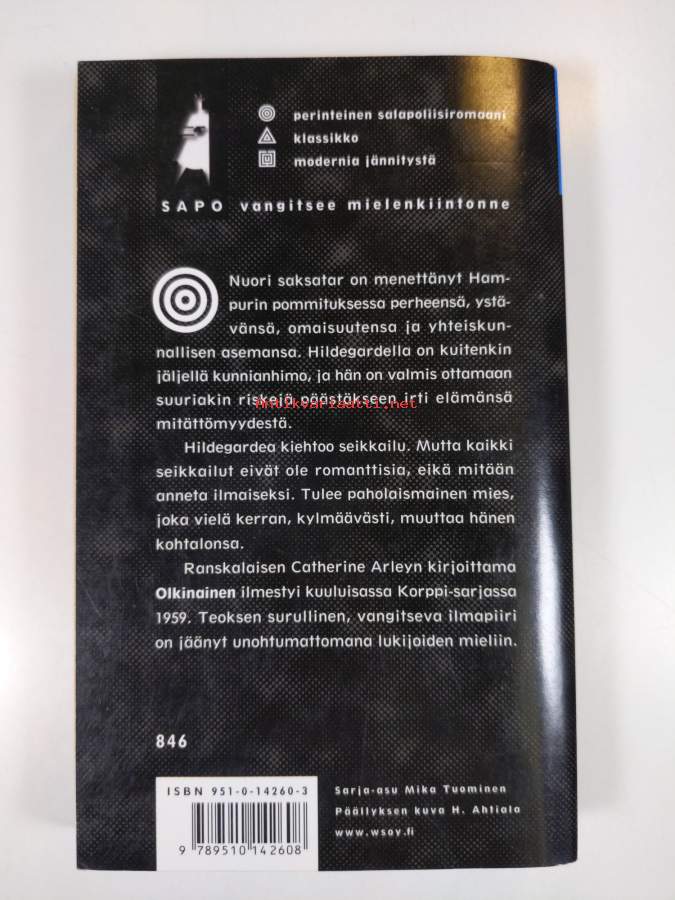 perinteinen salapoliisiromaani
klassikko
modernia jännitystä
SAPO vangitsee mielenkiintonne
Nuori saksatar on menettänyt Ham-
purin pommituksessa perheensä, ystä-
vänsä, omaisuutensa ja yhteiskun-
nallisen asemansa. Hildegardella on kuitenkin
jäljellä kunnianhimo, ja hän on valmis ottamaan
suuriakin riskejä päästäkseen irti elämänsä
Antikvariaatti.net
mitättömyydestä.
Hildegardea kiehtoo seikkailu. Mutta kaikki
seikkailut eivät ole romanttisia, eikä mitään
anneta ilmaiseksi. Tulee paholaismainen mies,
joka vielä kerran, kylmäävästi, muuttaa hänen
kohtalonsa.
Ranskalaisen Catherine Arleyn kirjoittama
Olkinainen ilmestyi kuuluisassa Korppi-sarjassa
1959. Teoksen surullinen, vangitseva ilmapiiri
on jäänyt unohtumattomana lukijoiden mieliin.
846
ISBN 951-0-14260-3
9 789510 142608
Sarja-asu Mika Tuominen
Päällyksen kuva H. Ahtiala
www.wsoy.fi